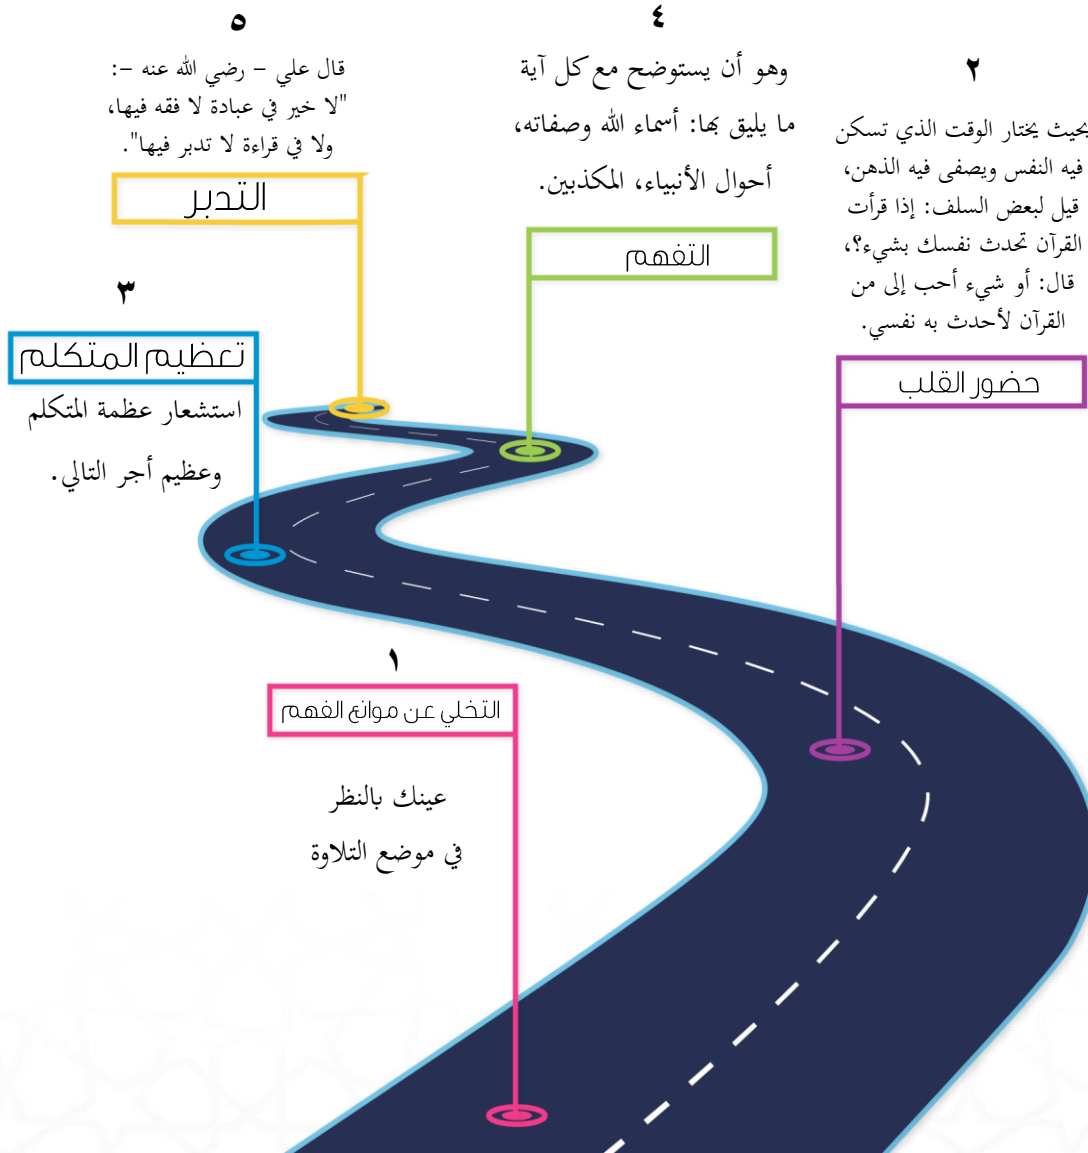 ١
التخلي عن موانع الفهم
عينك بالنظر
في موضع التلاوة
٢
بحيث يختار الوقت الذي تسكن
فيه النفس ويصفى فيه الذهن،
قيل لبعض السلف: إذا قرأت
القرآن تحدث نفسك بشيء؟،
قال: أو شيء أحب إلى من
القرآن لأحدث به نفسي.
حضور القلب
٣
تعظيم المتكلم
استشعار عظمة المتكلم
وعظيم أجر التالي.
٤
وهو أن يستوضح مع كل آية
ما يليق بها: أسماء الله وصفاته،
أحوال الأنبياء، المكذبين.
التفهم
٥
قال علي – رضي الله عنه –:
"لا خير في عبادة لا فقه فيها،
ولا في قراءة لا تدبر فيها".
التدبر